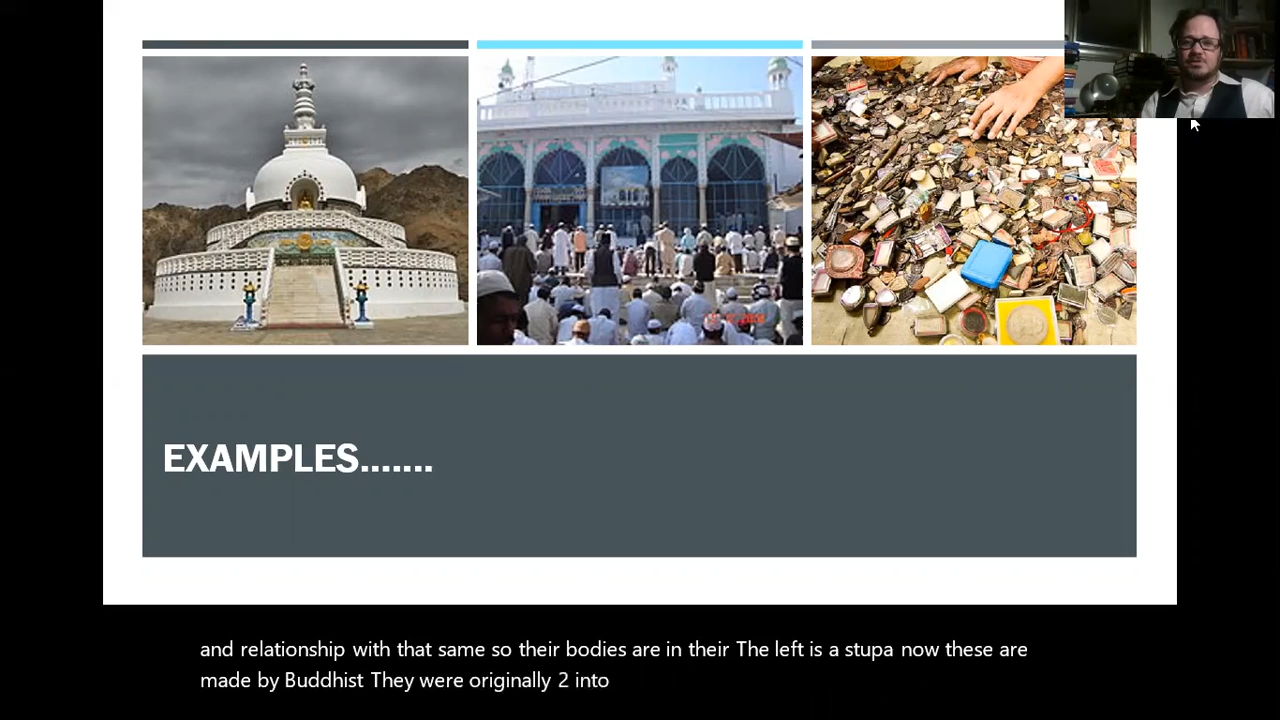 EXAMPLES.......
and relationship with that same so their bodies are in their The left is a stupa now these are
made by Buddhist They were originally 2 into